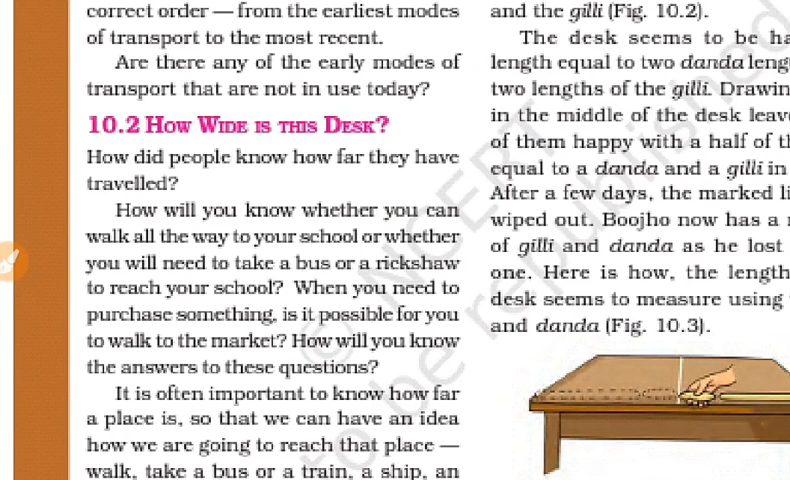 correct order — from the earliest modes
of transport to the most recent.
Are there any of the early modes of
transport that are not in use today?
10.2 HOW WIDE IS THIS DESK?
How did people know how far they have
travelled?
How will you know whether you can
walk all the way to your school or whether
you will need to take a bus or a rickshaw
to reach your school? When you need to
purchase something, is it possible for you
to walk to the market? How will you know
the answers to these questions?
It is often important to know how far
a place is, so that we can have an idea
how we are going to reach that place —
walk, take a bus or a train, a ship, an
and the gilli (Fig. 10.2).
The desk seems to be ha
length equal to two danda leng
two lengths of the gilli. Drawin
in the middle of the desk leav
of them happy with a half of th
equal to a danda and a gilli in
After a few days, the marked li
wiped out. Boojho now has a
of gilli and danda as he lost
one. Here is how, the length
desk seems to measure using
and danda (Fig. 10.3).
© NCERT
to be republished